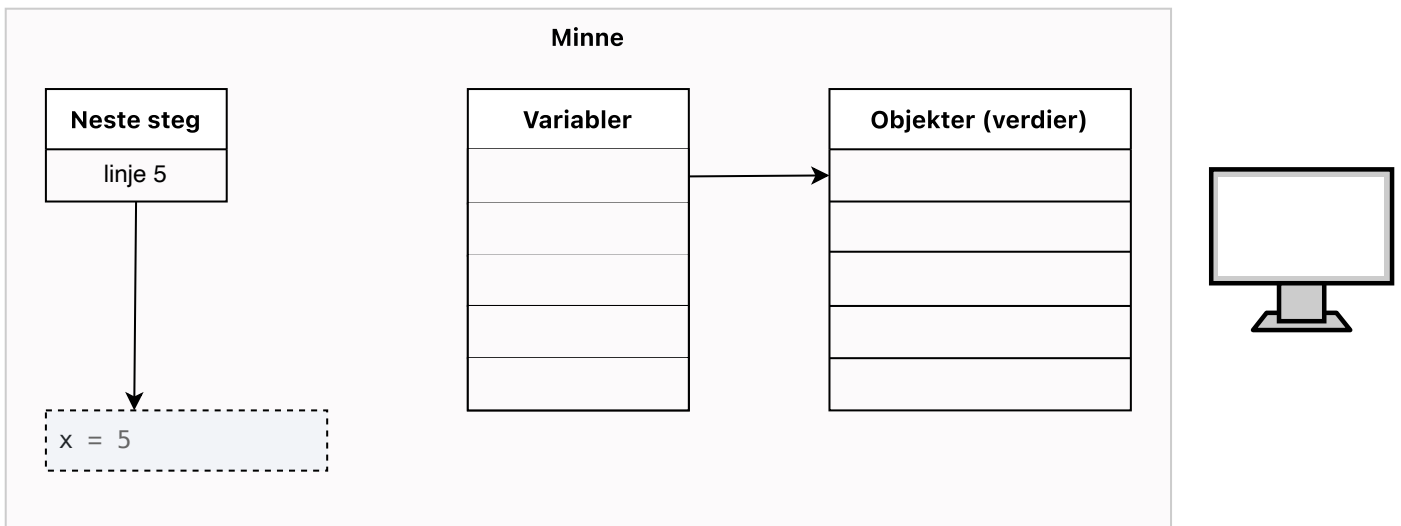 Minne
Neste steg
linje 5
x = 5
Variabler
Objekter (verdier)